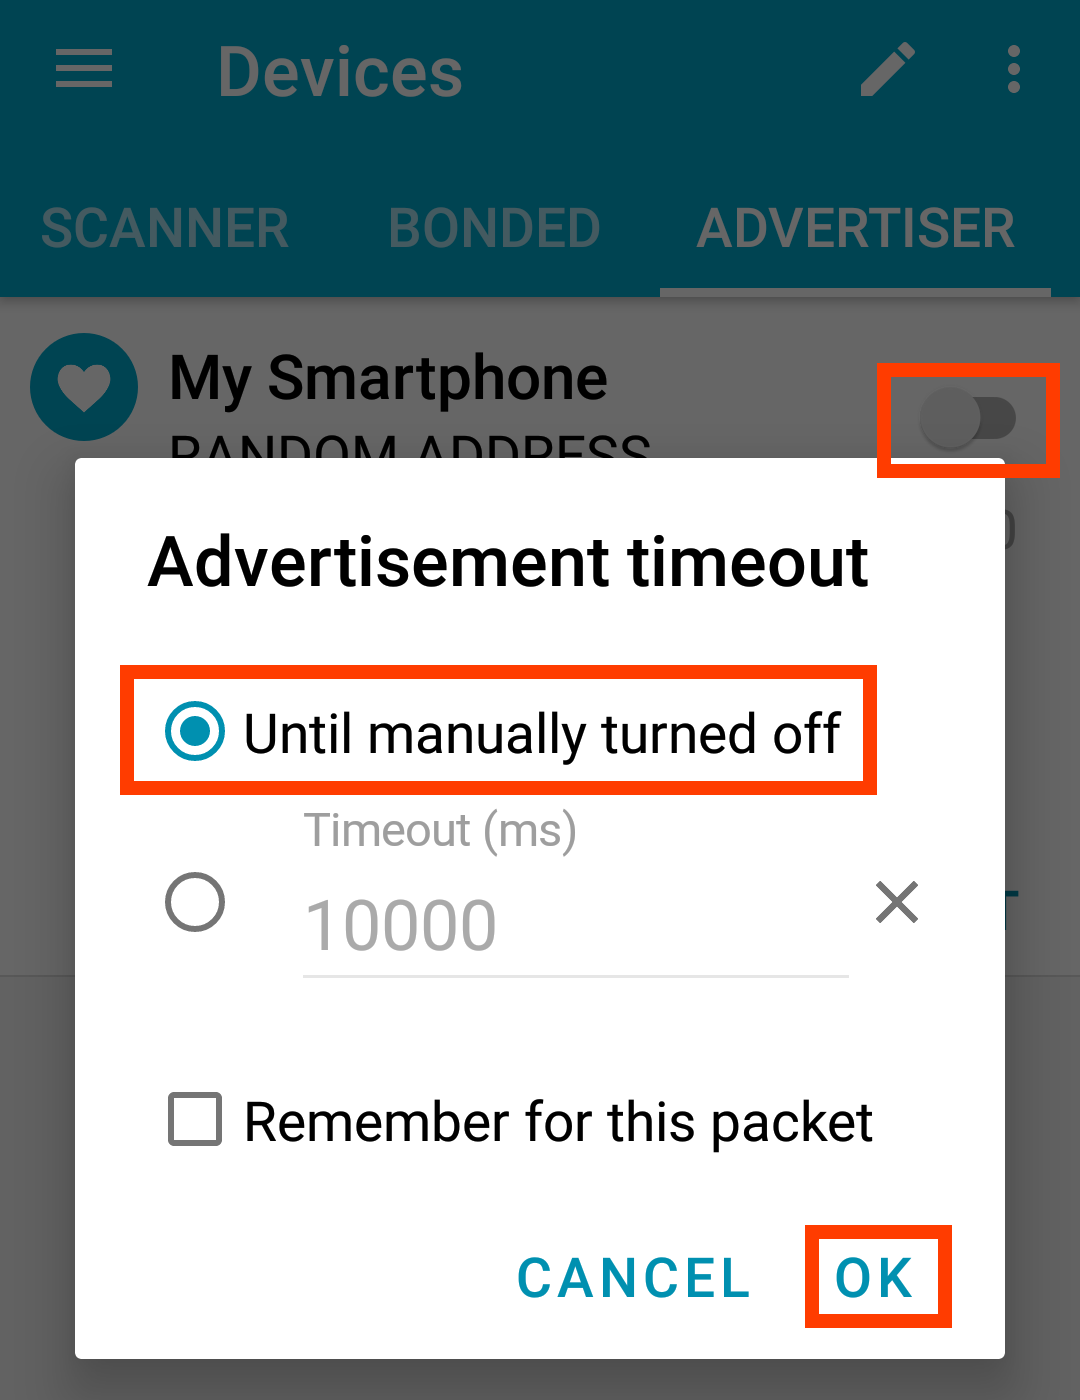 Devices
SCANNER BONDED ADVERTISER
My Smartphone
RANDOM ADDRESS
Advertisement timeout
Until manually turned off
Timeout (ms)
10000
Remember for this packet
CANCEL OK